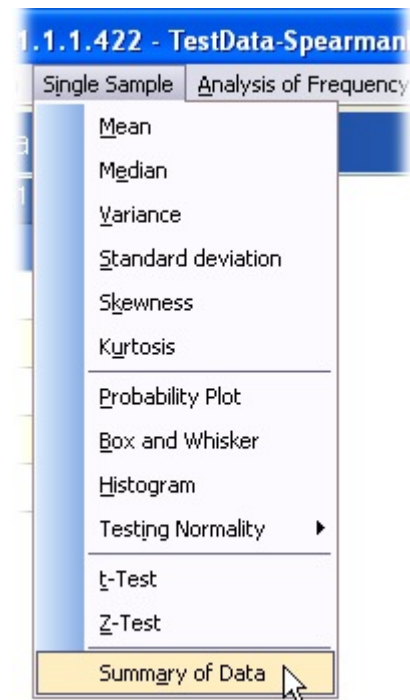 1.1.1.422 - TestData-Spearman
Single Sample Analysis of Frequency
Mean
Median
Variance
Standard deviation
Skewness
Kurtosis
Probability Plot
Box and Whisker
Histogram
Testing Normality
t-Test
Z-Test
Summary of Data